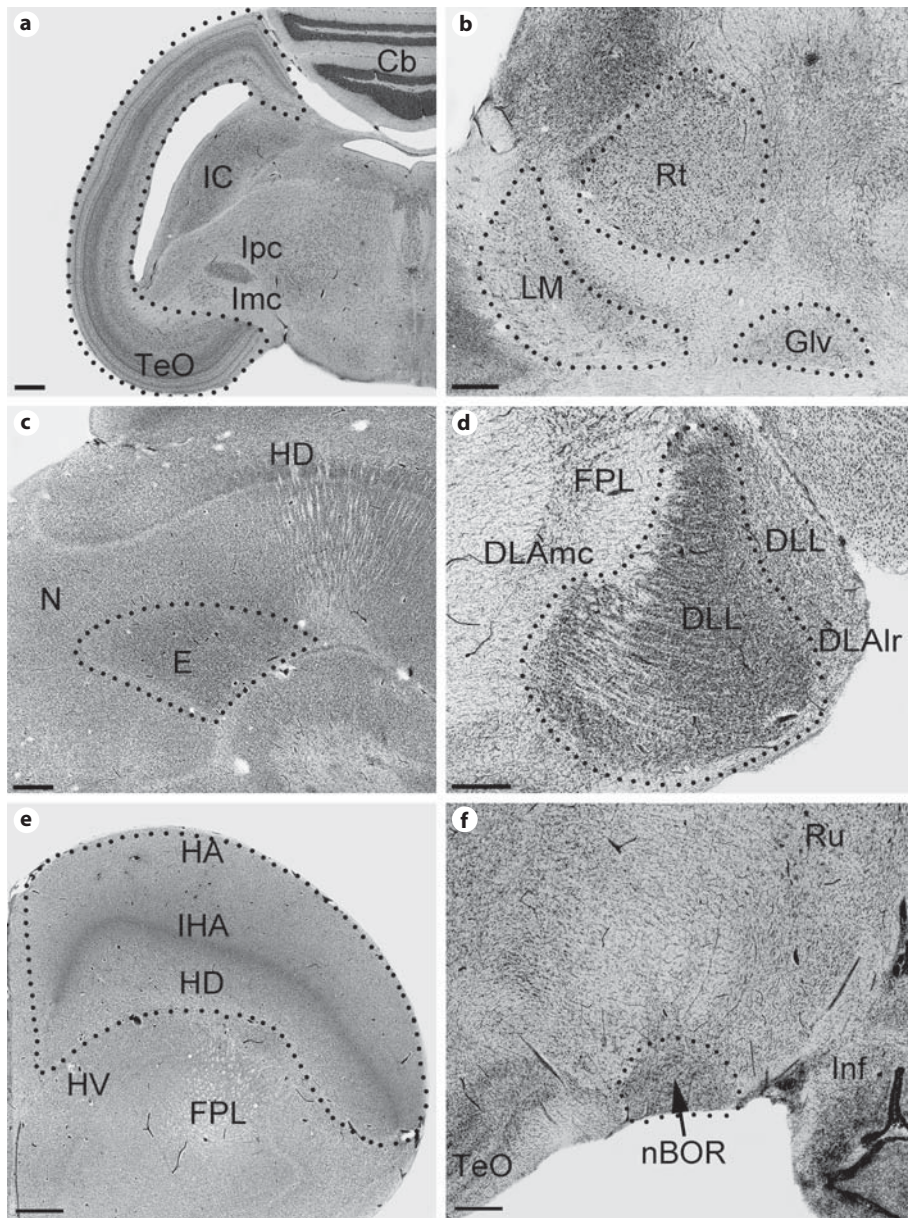 a
Cb
IC
Ipc
Imc
TeO
b
Rt
LM
Glv
c
HD
N
E
d
FPL
DLL
DLAmc
DLL
DLAlr
e
HA
IHA
HD
HV
FPL
f
Ru
Inf
nBOR
TeO